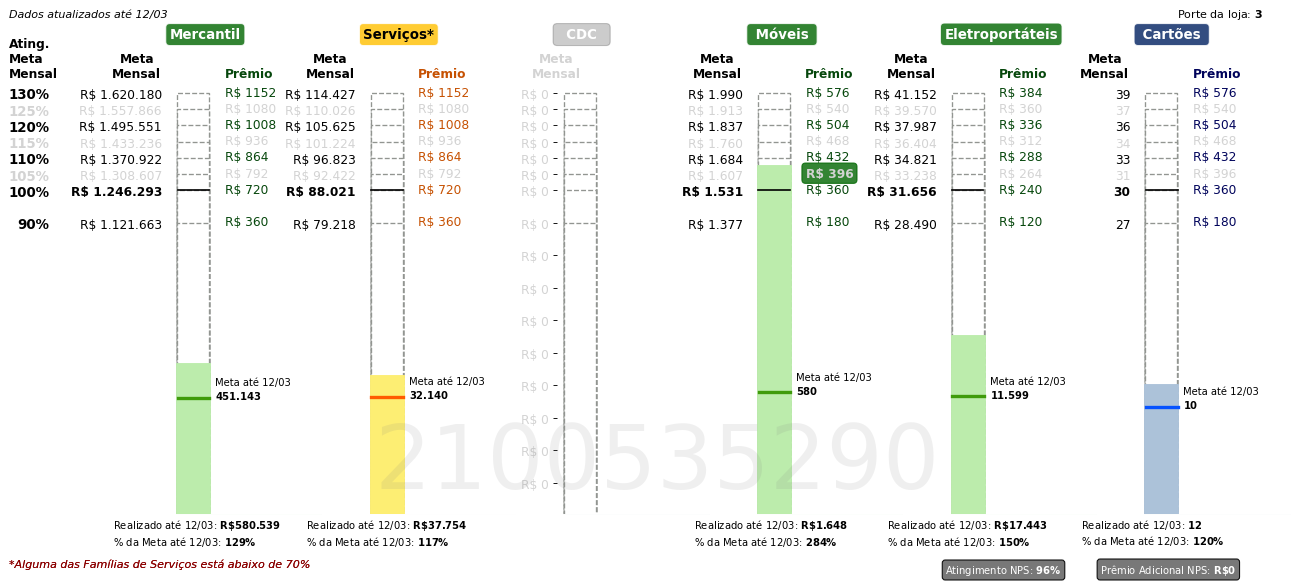 Dados atualizados até 12/03 Porte da loja: 3
Mercantil Serviços* CDC Móveis Eletroportáteis Cartões
Ating.
Meta Meta Meta Meta Meta Meta Meta
Mensal Mensal Prêmio Mensal Prêmio Mensal Mensal Prêmio Mensal Prêmio Mensal Prêmio
130% R$ 1.620.180 R$ 1152 R$ 114.427 R$ 1152 R$ 0 R$ 1.990 R$ 576 R$ 41.152 R$ 384 39 R$ 576
125% R$ 1.557.866 R$ 1080 R$ 110.026 R$ 1080 R$ 0 R$ 1.913 R$ 540 R$ 39.570 R$ 360 37 R$ 540
120% R$ 1.495.551 R$ 1008 R$ 105.625 R$ 1008 R$ 0 R$ 1.837 R$ 504 R$ 37.987 R$ 336 36 R$ 504
115% R$ 1.433.236 R$ 936 R$ 101.224 R$ 936 R$ 0 R$ 1.760 R$ 468 R$ 36.404 R$ 312 34 R$ 468
110% R$ 1.370.922 R$ 864 R$ 96.823 R$ 864 R$ 0 R$ 1.684 R$ 432 R$ 34.821 R$ 288 33 R$ 432
105% R$ 1.308.607 R$ 792 R$ 92.422 R$ 792 R$ 0 R$ 1.607 R$ 396 R$ 33.238 R$ 264 31 R$ 396
100% R$ 1.246.293 R$ 720 R$ 88.021 R$ 720 R$ 0 R$ 1.531 R$ 360 R$ 31.656 R$ 240 30 R$ 360
90% R$ 1.121.663 R$ 360 R$ 79.218 R$ 360 R$ 0 R$ 1.377 R$ 180 R$ 28.490 R$ 120 27 R$ 180
R$ 0
R$ 0
R$ 0
R$ 0
R$ 0
R$ 0
R$ 0
R$ 0
Meta até 12/03 Meta até 12/03 Meta até 12/03 Meta até 12/03 Meta até 12/03
451.143 32.140 580 11.599 10
2100535290
Realizado até 12/03: R$580.539 Realizado até 12/03: R$37.754 Realizado até 12/03: R$1.648 Realizado até 12/03: R$17.443 Realizado até 12/03: 12
% da Meta até 12/03: 129% % da Meta até 12/03: 117% % da Meta até 12/03: 284% % da Meta até 12/03: 150% % da Meta até 12/03: 120%
*Alguma das Famílias de Serviços está abaixo de 70% Atingimento NPS: 96% Prêmio Adicional NPS: R$0